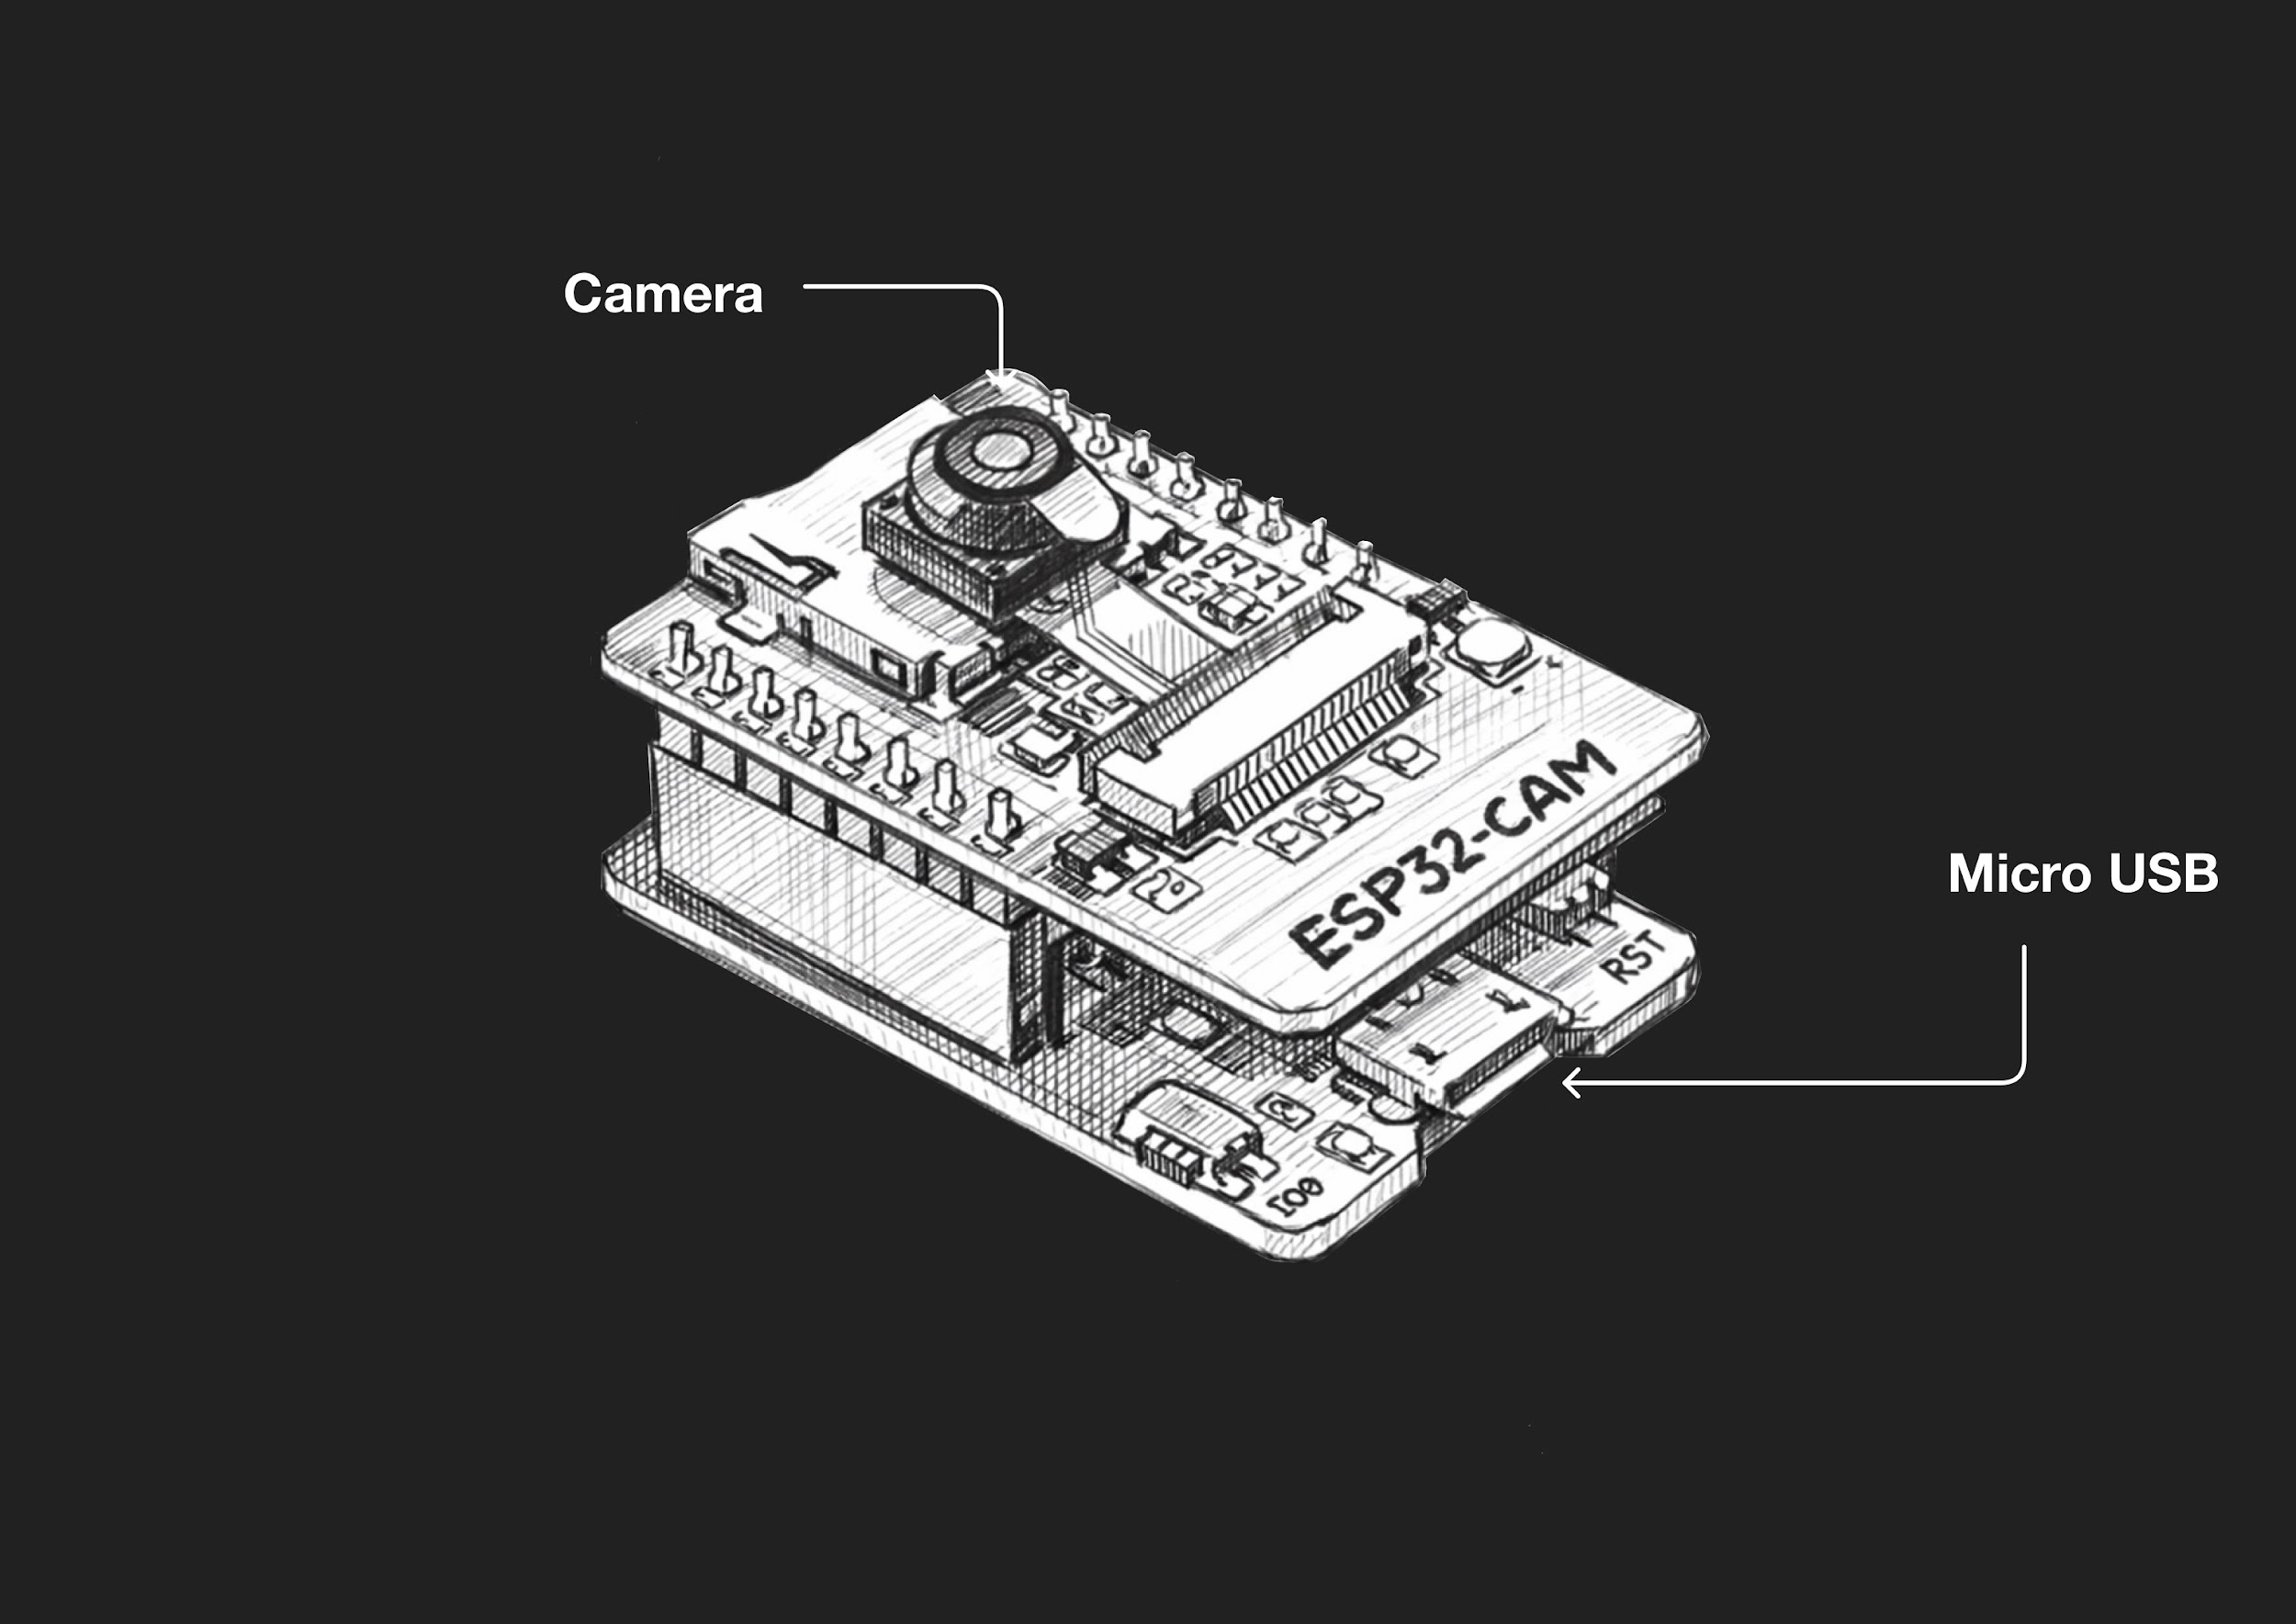 Camera
ESP32-CAM
Micro USB
RST
IO0